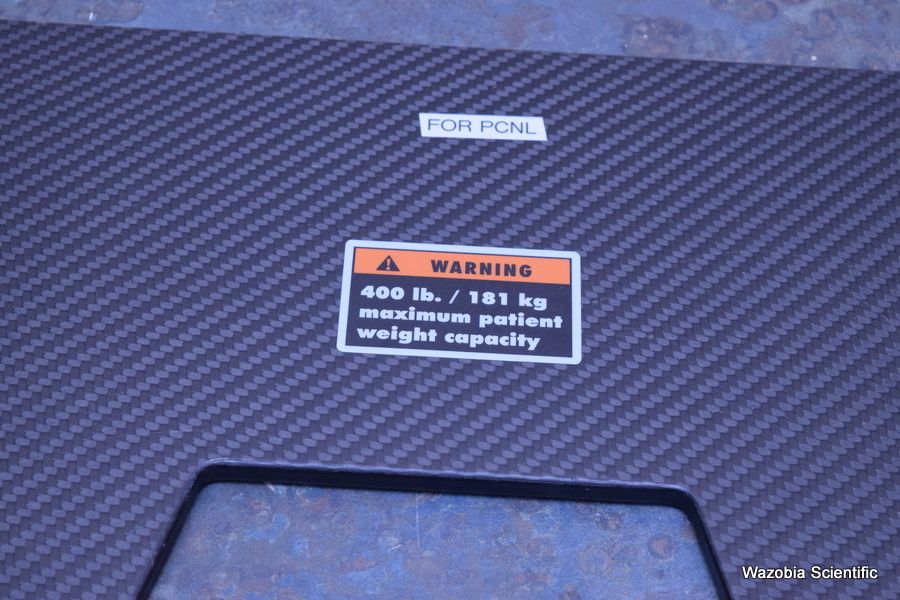 FOR PCNL
WARNING
400 lb. / 181 kg
maximum patient
weight capacity
Wazobia Scientific